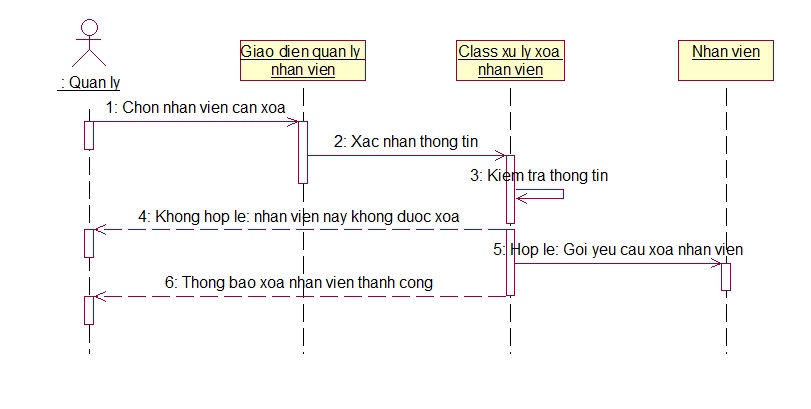 : Quan ly
Giao dien quan ly
nhan vien
Class xu ly xoa
nhan vien
Nhan vien
1: Chon nhan vien can xoa
2: Xac nhan thong tin
3: Kiem tra thong tin
4: Khong hop le: nhan vien nay khong duoc xoa
5: Hop le: Goi yeu cau xoa nhan vien
6: Thong bao xoa nhan vien thanh cong